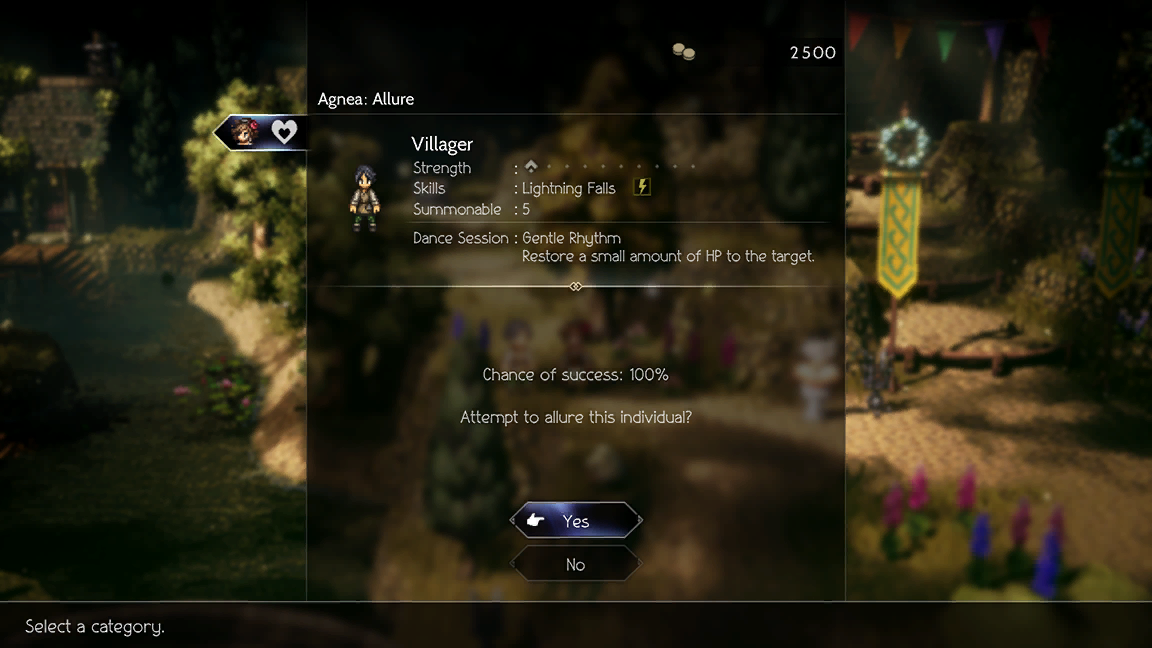 2500
Agnea: Allure
Villager
Strength :
Skills : Lightning Falls
Summonable : 5
Dance Session : Gentle Rhythm
Restore a small amount of HP to the target.
Chance of success: 100%
Attempt to allure this individual?
Yes
No
Select a category.